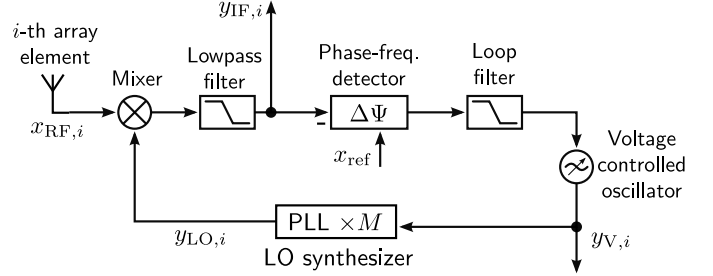 y_IF,i
i-th array
element
Mixer
Lowpass
filter
Phase-freq.
detector
Loop
filter
x_RF,i
-
ΔΨ
x_ref
Voltage
controlled
oscillator
PLL ×M
y_LO,i
LO synthesizer
y_V,i